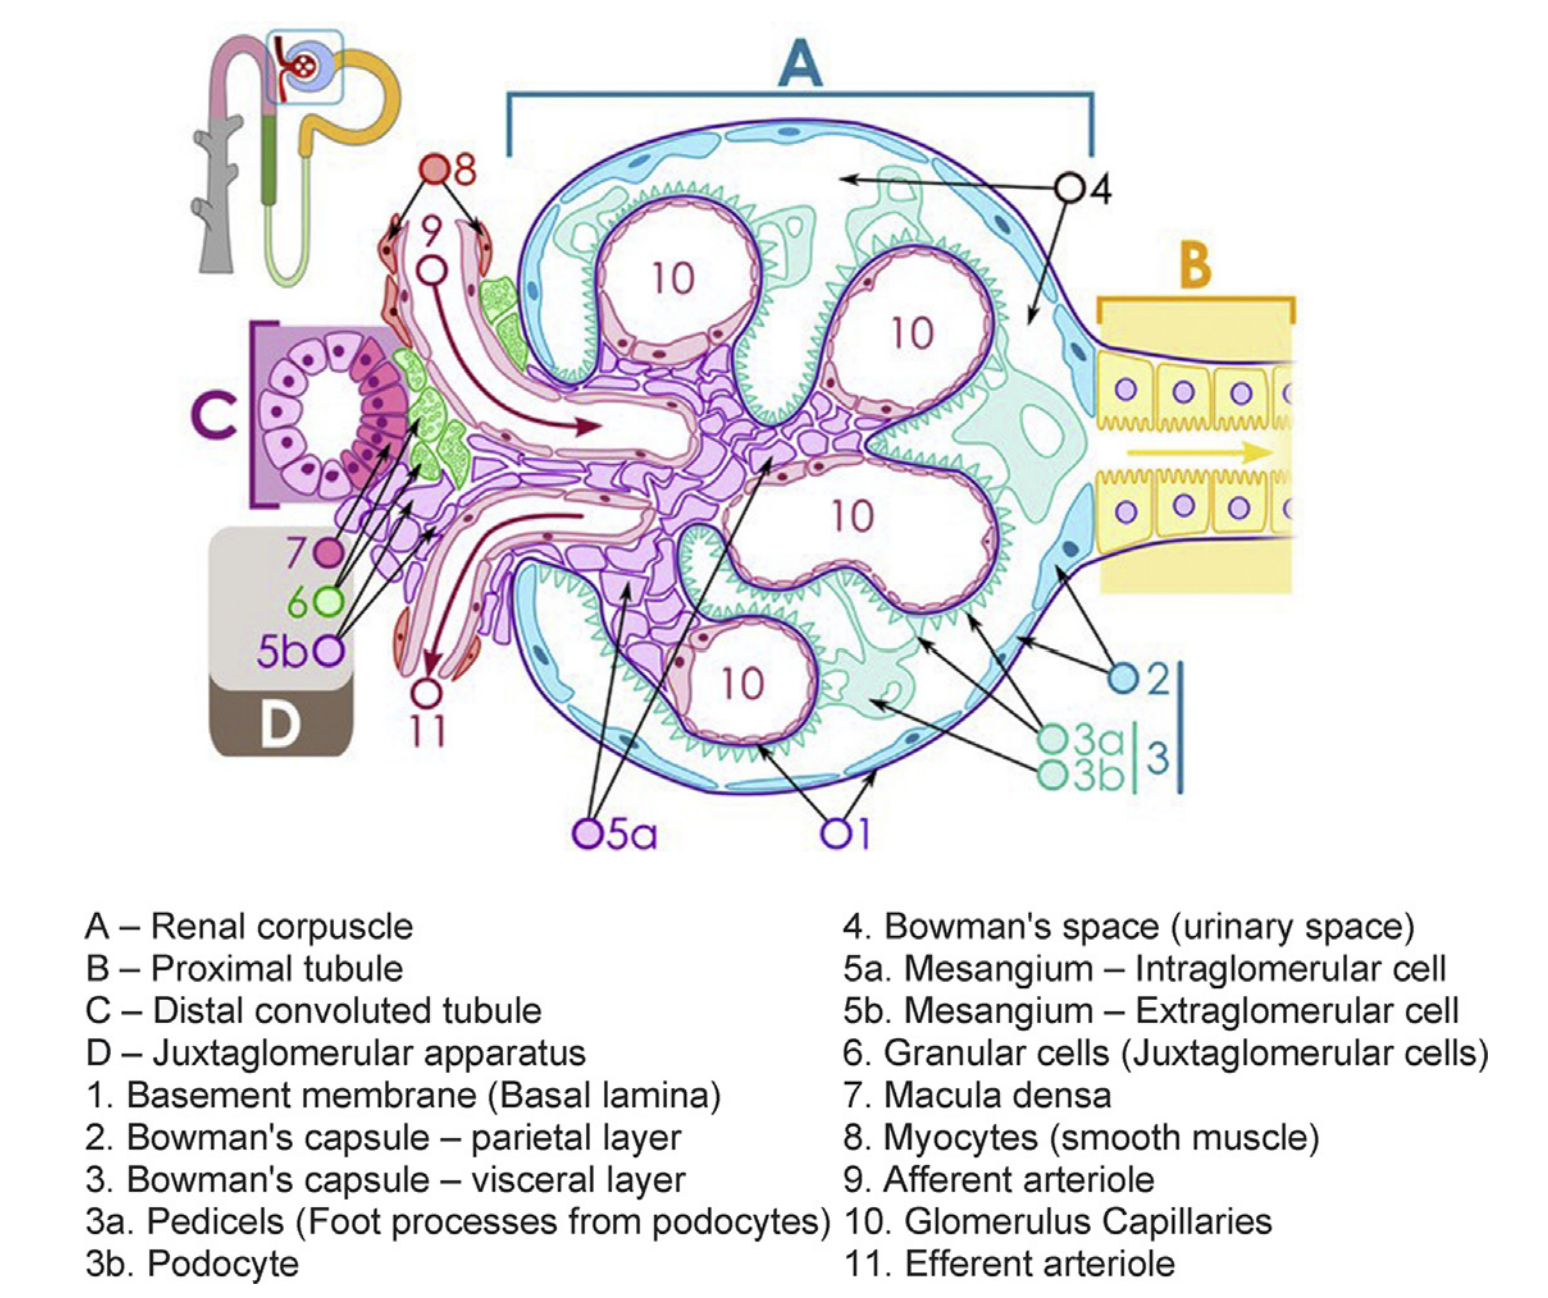 A
8
4
9
B
10
10
C
10
7
6
5b
2
10
D
11
3a
3
3b
5a
1
A – Renal corpuscle
B – Proximal tubule
C – Distal convoluted tubule
D – Juxtaglomerular apparatus
1. Basement membrane (Basal lamina)
2. Bowman's capsule – parietal layer
3. Bowman's capsule – visceral layer
3a. Pedicels (Foot processes from podocytes)
3b. Podocyte
4. Bowman's space (urinary space)
5a. Mesangium – Intraglomerular cell
5b. Mesangium – Extraglomerular cell
6. Granular cells (Juxtaglomerular cells)
7. Macula densa
8. Myocytes (smooth muscle)
9. Afferent arteriole
10. Glomerulus Capillaries
11. Efferent arteriole